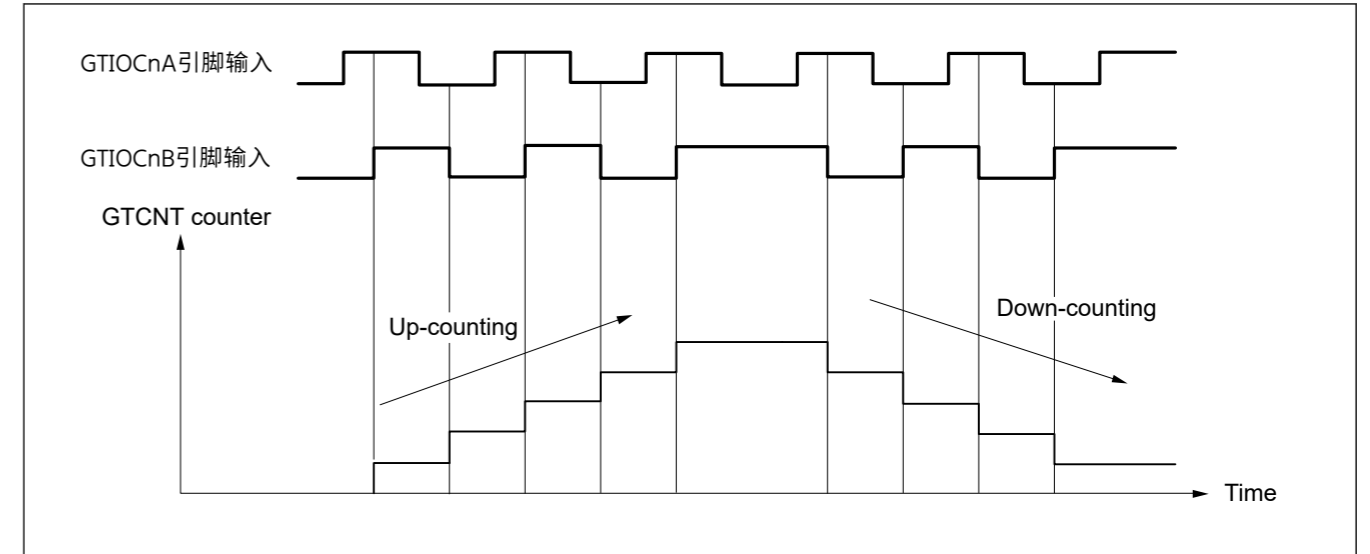 GTIOCnA引脚输入
GTIOCnB引脚输入
GTCNT counter
Up-counting
Down-counting
Time